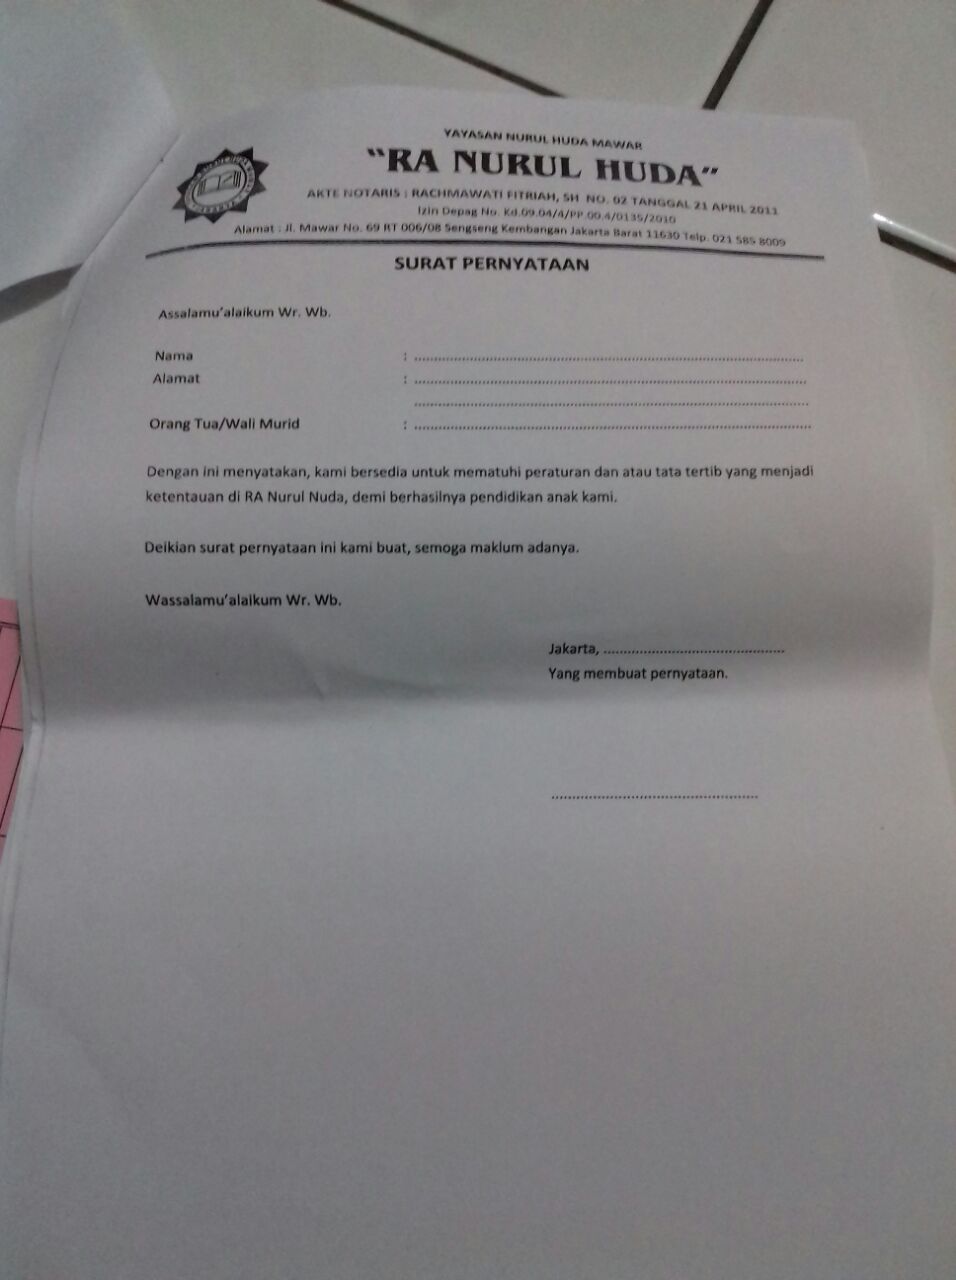 YAYASAN NURUL HUDA MAWAR
"RA NURUL HUDA"
AKTE NOTARIS : RACHMAWATI FITRIAH, SH NO. 02 TANGGAL 21 APRIL 2011
Izin Depag No. Kd.09.04/4/PP.00.4/0135/2010
Alamat : Jl. Mawar No. 69 RT 006/08 Sengseng Kembangan Jakarta Barat 11630 Telp. 021 585 8009
SURAT PERNYATAAN
Assalamu'alaikum Wr. Wb.
Nama : ....................................................
Alamat : ....................................................
....................................................
Orang Tua/Wali Murid : ....................................................
Dengan ini menyatakan, kami bersedia untuk mematuhi peraturan dan atau tata tertib yang menjadi
ketentauan di RA Nurul Nuda, demi berhasilnya pendidikan anak kami.
Deikian surat pernyataan ini kami buat, semoga maklum adanya.
Wassalamu'alaikum Wr. Wb.
Jakarta, ..............................................
Yang membuat pernyataan.
....................................................